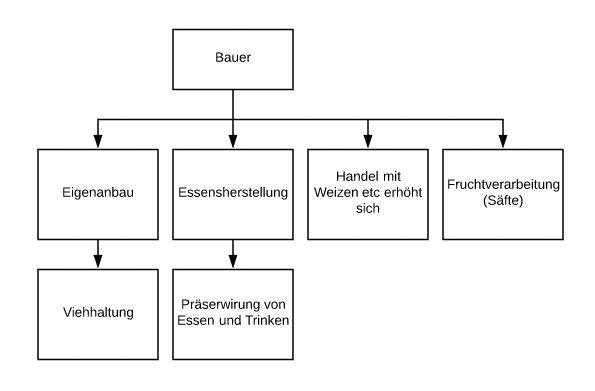 Bauer
Eigenanbau
Essensherstellung
Handel mit
Weizen etc erhöht
sich
Fruchtverarbeitung
(Säfte)
Viehhaltung
Präserwirung von
Essen und Trinken